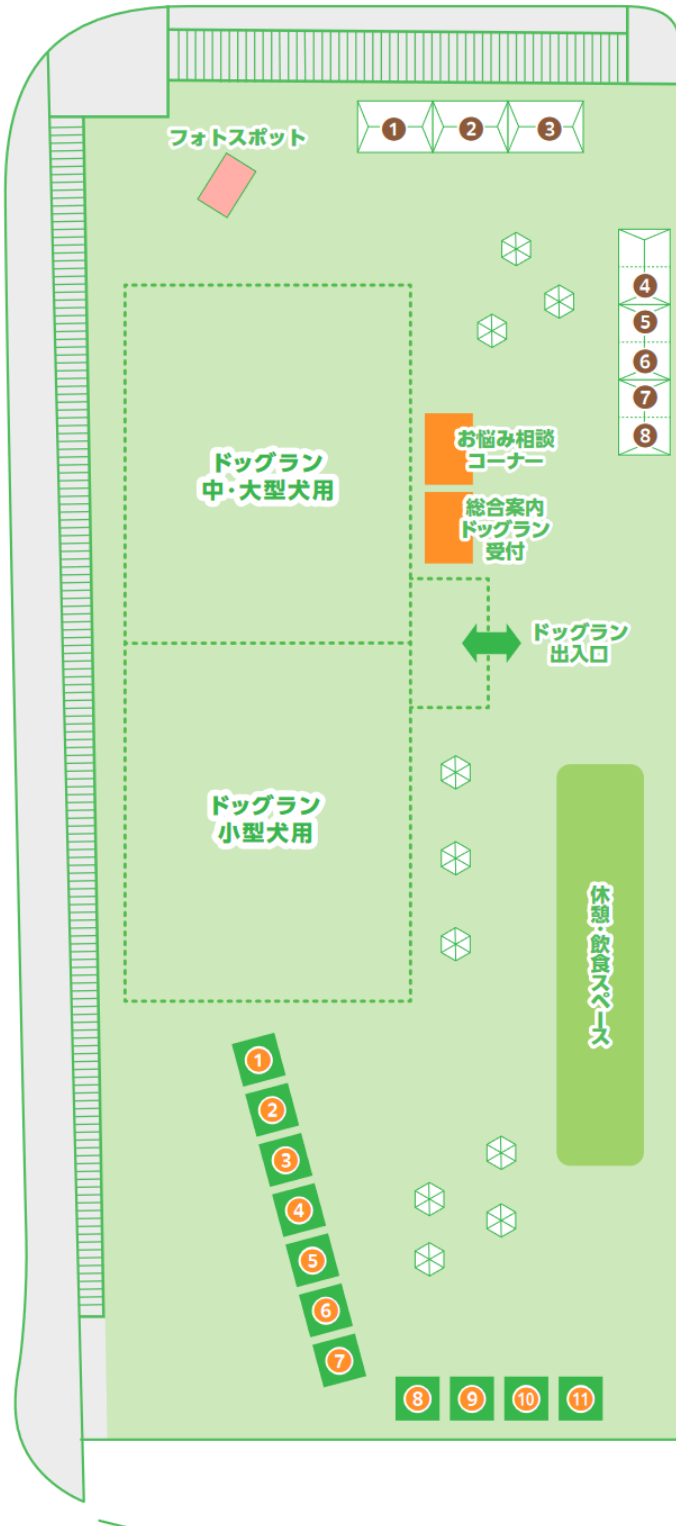 フォトスポット
1
2
3
4
5
6
7
8
ドッグラン
中・大型犬用
お悩み相談
コーナー
総合案内
ドッグラン
受付
ドッグラン
出入口
ドッグラン
小型犬用
休憩・飲食スペース
1
2
3
4
5
6
7
8
9
10
11